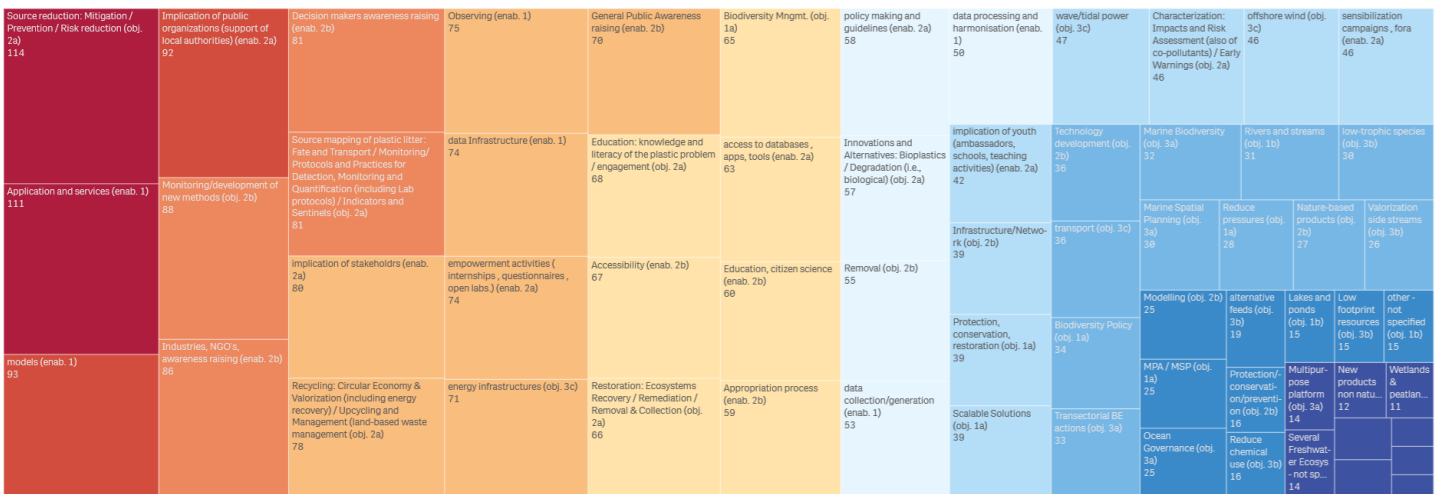 Source reduction: Mitigation /
Prevention / Risk reduction (obj.
2a)
114
Application and services (enab. 1)
111
models (enab. 1)
93
Implication of public
organizations (support of
local authorities) (enab. 2a)
92
Monitoring/development of
new methods (obj. 2b)
88
Industries, NGO's,
awareness raising (enab. 2b)
86
Decision makers awareness raising
(enab. 2b)
81
Source mapping of plastic litter:
Fate and Transport / Monitoring/
Protocols and Practices for
Detection, Monitoring and
Quantification (including Lab
protocols) / Indicators and
Sentinels (obj. 2a)
81
implication of stakeholdrs (enab.
2a)
80
Recycling: Circular Economy &
Valorization (including energy
recovery) / Upcycling and
Management (land-based waste
management (obj. 2a)
78
Observing (enab. 1)
75
data Infrastructure (enab. 1)
74
empowerment activities (
internships , questionnaires ,
open labs.) (enab. 2a)
74
energy infrastructures (obj. 3c)
71
General Public Awareness
raising (enab. 2b)
70
Education: knowledge and
literacy of the plastic problem
/ engagement (obj. 2a)
68
Accessibility (enab. 2b)
67
Restoration: Ecosystems
Recovery / Remediation /
Removal & Collection (obj.
2a)
66
Biodiversity Mngmt. (obj.
1a)
65
access to databases ,
apps, tools (enab. 2a)
63
Education, citizen science
(enab. 2b)
60
Appropriation process
(enab. 2b)
59
policy making and
guidelines (enab. 2a)
58
Innovations and
Alternatives: Bioplastics
/ Degradation (i.e.,
biological) (obj. 2a)
57
Removal (obj. 2b)
55
data
collection/generation
(enab. 1)
53
data processing and
harmonisation (enab.
1)
50
wave/tidal power
(obj. 3c)
47
Characterization:
Impacts and Risk
Assessment (also of
co-pollutants) / Early
Warnings (obj. 2a)
46
offshore wind (obj.
3c)
46
sensibilization
campaigns , fora
(enab. 2a)
46
implication of youth
(ambassadors,
schools, teaching
activities) (enab. 2a)
42
Infrastructure/Netwo-
rk (obj. 2b)
39
Protection,
conservation,
restoration (obj. 1a)
39
Scalable Solutions
(obj. 1a)
39
Technology
development (obj.
2b)
36
transport (obj. 3c)
36
Biodiversity Policy
(obj. 1a)
34
Transectorial BE
actions (obj. 3a)
33
Marine Biodiversity
(obj. 3a)
32
Rivers and streams
(obj. 1b)
31
low-trophic species
(obj. 3b)
30
Marine Spatial
Planning (obj.
3a)
30
Reduce
pressures (obj.
1a)
28
Nature-based
products (obj.
2b)
27
Valorization
side streams
(obj. 3b)
26
Modelling (obj. 2b)
25
MPA / MSP (obj.
1a)
25
Ocean
Governance (obj.
3a)
25
alternative
feeds (obj.
3b)
19
Protection/-
conservati-
on/preventi-
on (obj. 2b)
16
Reduce
chemical
use (obj. 3b)
16
Lakes and
ponds
(obj. 1b)
15
Low
footprint
resources
(obj. 3b)
15
other -
not
specified
(obj. 1b)
15
Multipur-
pose
platform
(obj. 3a)
14
Several
Freshwat-
er Ecosys
- not sp...
14
New
products
non natu...
12
Wetlands
&
peatlan...
11